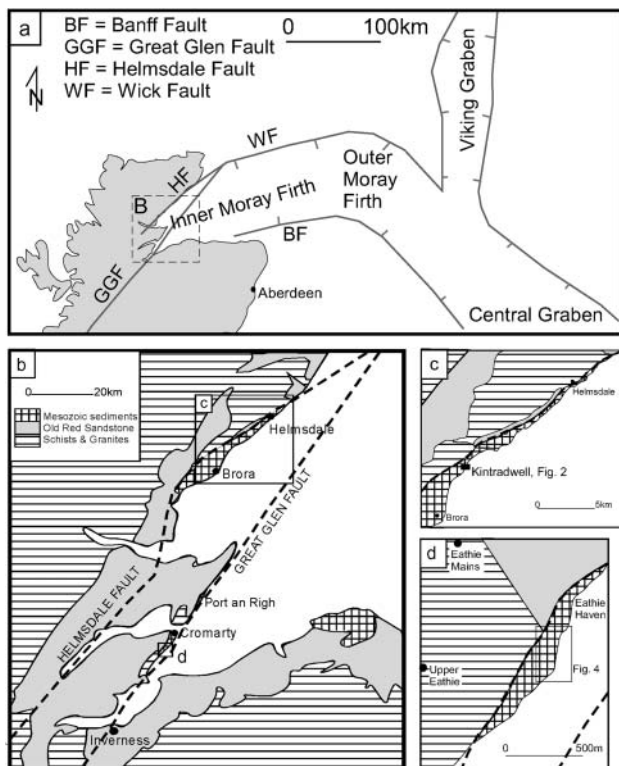 a
BF = Banff Fault
GGF = Great Glen Fault
HF = Helmsdale Fault
WF = Wick Fault
0 100km
N
WF
Viking Graben
HF
Outer
Moray
Firth
B
Inner Moray Firth
BF
GGF
Aberdeen
Central Graben
b
0 20km
Mesozoic sediments
Old Red Sandstone
Schists & Granites
c
Helmsdale
Brora
GREAT GLEN FAULT
HELMSDALE FAULT
Port an Righ
Cromarty
d
Inverness
c
Helmsdale
Kintradwell, Fig. 2
0 5km
Brora
d
Eathie
Mains
Eathie
Haven
Upper
Eathie
Fig. 4
0 500m